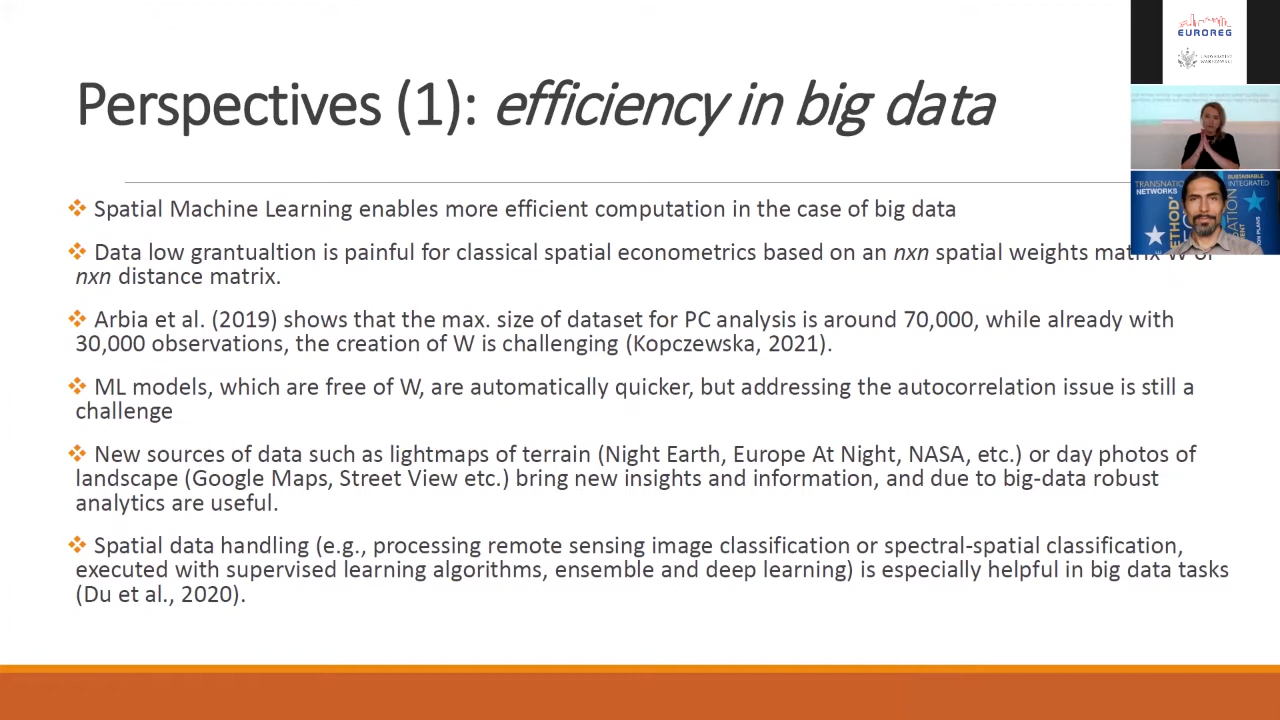 Perspectives (1): efficiency in big data
❖ Spatial Machine Learning enables more efficient computation in the case of big data
❖ Data low grantualtion is painful for classical spatial econometrics based on an nxn spatial weights matrix W or
nxn distance matrix.
❖ Arbia et al. (2019) shows that the max. size of dataset for PC analysis is around 70,000, while already with
30,000 observations, the creation of W is challenging (Kopczewska, 2021).
❖ ML models, which are free of W, are automatically quicker, but addressing the autocorrelation issue is still a
challenge
❖ New sources of data such as lightmaps of terrain (Night Earth, Europe At Night, NASA, etc.) or day photos of
landscape (Google Maps, Street View etc.) bring new insights and information, and due to big-data robust
analytics are useful.
❖ Spatial data handling (e.g., processing remote sensing image classification or spectral-spatial classification,
executed with supervised learning algorithms, ensemble and deep learning) is especially helpful in big data tasks
(Du et al., 2020).
EUROREG
UNIWERSYTET
WARSZAWSKI
SUSTAINABLE
INTEGRATED
NETWORKS